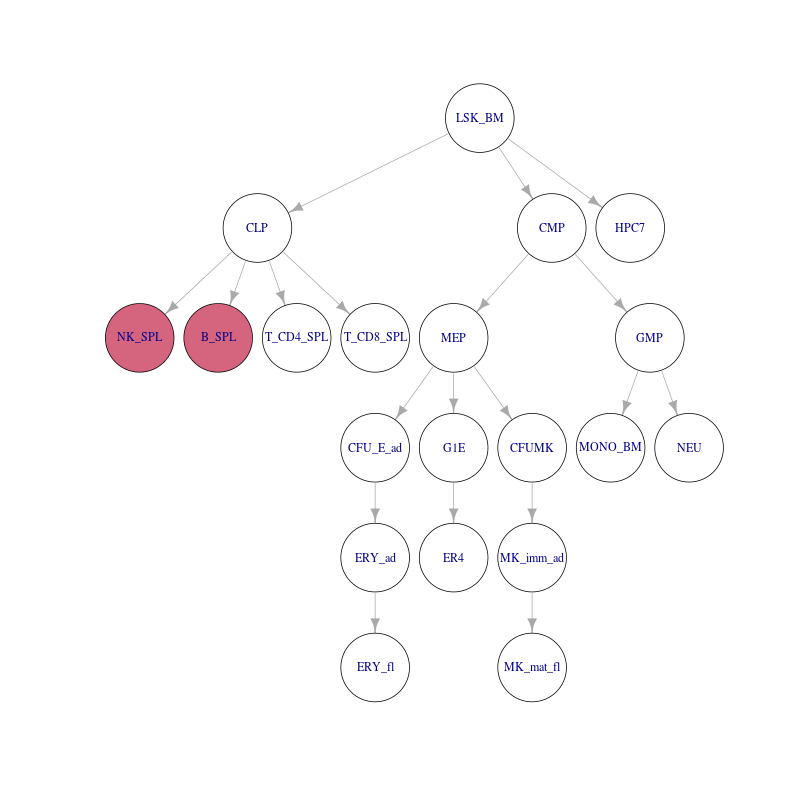 LSK_BM
CLP
CMP
HPC7
NK_SPL
B_SPL
T_CD4_SPL
T_CD8_SPL
MEP
GMP
CFU_E_ad
G1E
CFUMK
MONO_BM
NEU
ERY_ad
ER4
MK_imm_ad
ERY_fl
MK_mat_fl